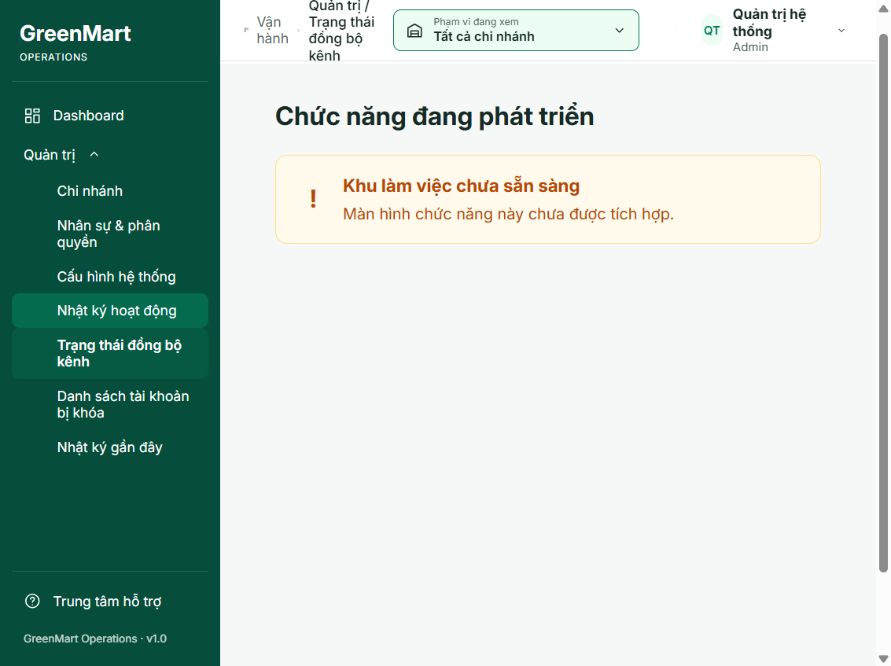 GreenMart
OPERATIONS
Dashboard
Quản trị
Chi nhánh
Nhân sự & phân
quyền
Cấu hình hệ thống
Nhật ký hoạt động
Trạng thái đồng bộ
kênh
Danh sách tài khoản
bị khóa
Nhật ký gần đây
Trung tâm hỗ trợ
GreenMart Operations · v1.0
Vận
hành
Quản trị /
Trạng thái
đồng bộ
kênh
Phạm vi đang xem
Tất cả chi nhánh
QT
Quản trị hệ
thống
Admin
Chức năng đang phát triển
!
Khu làm việc chưa sẵn sàng
Màn hình chức năng này chưa được tích hợp.